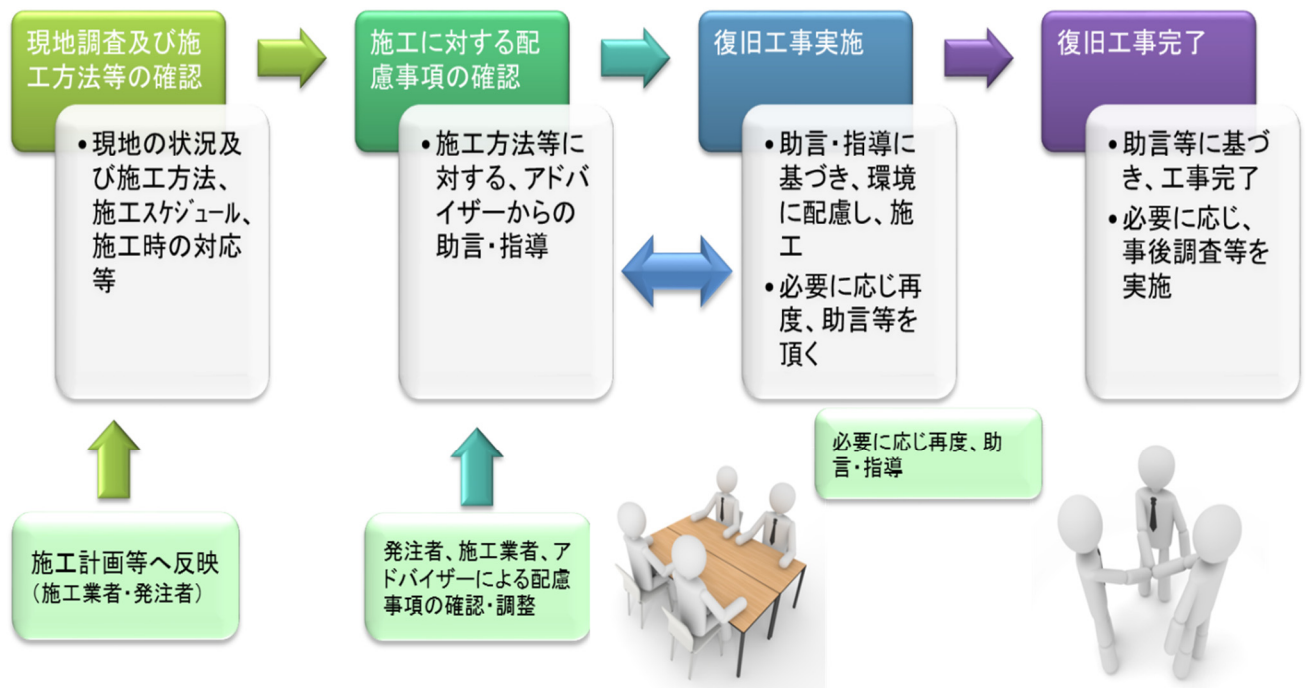 現地調査及び施
工方法等の確認
•現地の状況及
び施工方法、
施工ｽｹｼﾞｭｰﾙ、
施工時の対応
等
施工に対する配
慮事項の確認
•施工方法等に
対する、アドバ
イザーからの
助言・指導
復旧工事実施
•助言・指導に
基づき、環境
に配慮し、施
工
•必要に応じ再
度、助言等を
頂く
復旧工事完了
•助言等に基づ
き、工事完了
•必要に応じ、
事後調査等を
実施
施工計画等へ反映
（施工業者・発注者）
発注者、施工業者、ア
ドバイザーによる配慮
事項の確認・調整
必要に応じ再度、助
言・指導